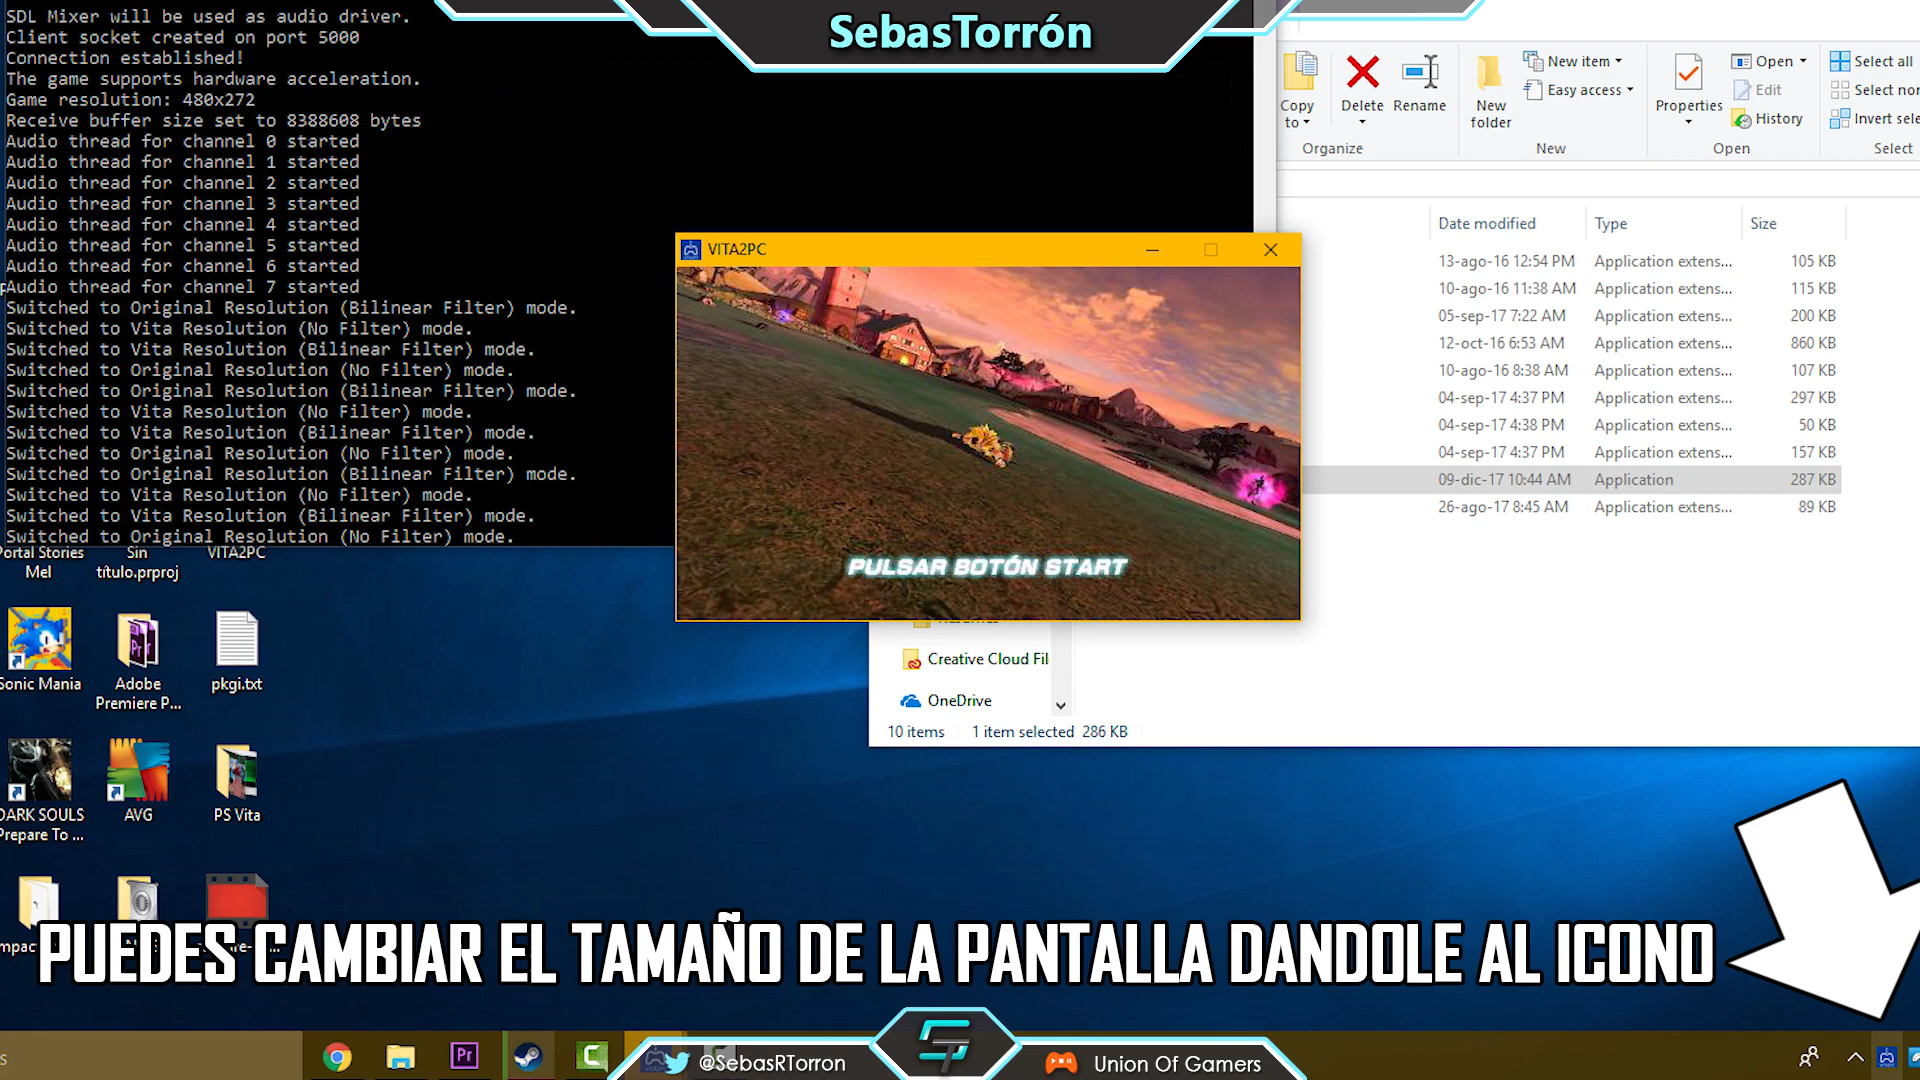 SebasTorrón
SDL Mixer will be used as audio driver.
Client socket created on port 5000
Connection established!
The game supports hardware acceleration.
Game resolution: 480x272
Receive buffer size set to 8388608 bytes
Audio thread for channel 0 started
Audio thread for channel 1 started
Audio thread for channel 2 started
Audio thread for channel 3 started
Audio thread for channel 4 started
Audio thread for channel 5 started
Audio thread for channel 6 started
Audio thread for channel 7 started
Switched to Original Resolution (Bilinear Filter) mode.
Switched to Vita Resolution (No Filter) mode.
Switched to Vita Resolution (Bilinear Filter) mode.
Switched to Original Resolution (No Filter) mode.
Switched to Original Resolution (Bilinear Filter) mode.
Switched to Vita Resolution (No Filter) mode.
Switched to Vita Resolution (Bilinear Filter) mode.
Switched to Original Resolution (No Filter) mode.
Switched to Original Resolution (Bilinear Filter) mode.
Switched to Vita Resolution (No Filter) mode.
Switched to Vita Resolution (Bilinear Filter) mode.
Switched to Original Resolution (No Filter) mode.
Copy to
Delete
Rename
New folder
New item
Easy access
Properties
Open
Edit
History
Select all
Select nor
Invert sele
Organize
New
Open
Select
Date modified Type Size
13-ago-16 12:54 PM Application extens... 105 KB
10-ago-16 11:38 AM Application extens... 115 KB
05-sep-17 7:22 AM Application extens... 200 KB
12-oct-16 6:53 AM Application extens... 860 KB
10-ago-16 8:38 AM Application extens... 107 KB
04-sep-17 4:37 PM Application extens... 297 KB
04-sep-17 4:38 PM Application extens... 50 KB
04-sep-17 4:37 PM Application extens... 157 KB
09-dic-17 10:44 AM Application 287 KB
26-ago-17 8:45 AM Application extens... 89 KB
VITA2PC
PULSAR BOTÓN START
Creative Cloud Fil
OneDrive
10 items 1 item selected 286 KB
Portal Stories Mel
Sin título.prproj
VITA2PC
Sonic Mania
Adobe Premiere P...
pkgi.txt
DARK SOULS Prepare To ...
AVG
PS Vita
PUEDES CAMBIAR EL TAMAÑO DE LA PANTALLA DANDOLE AL ICONO
Pr
@SebasRTorron
Union Of Gamers